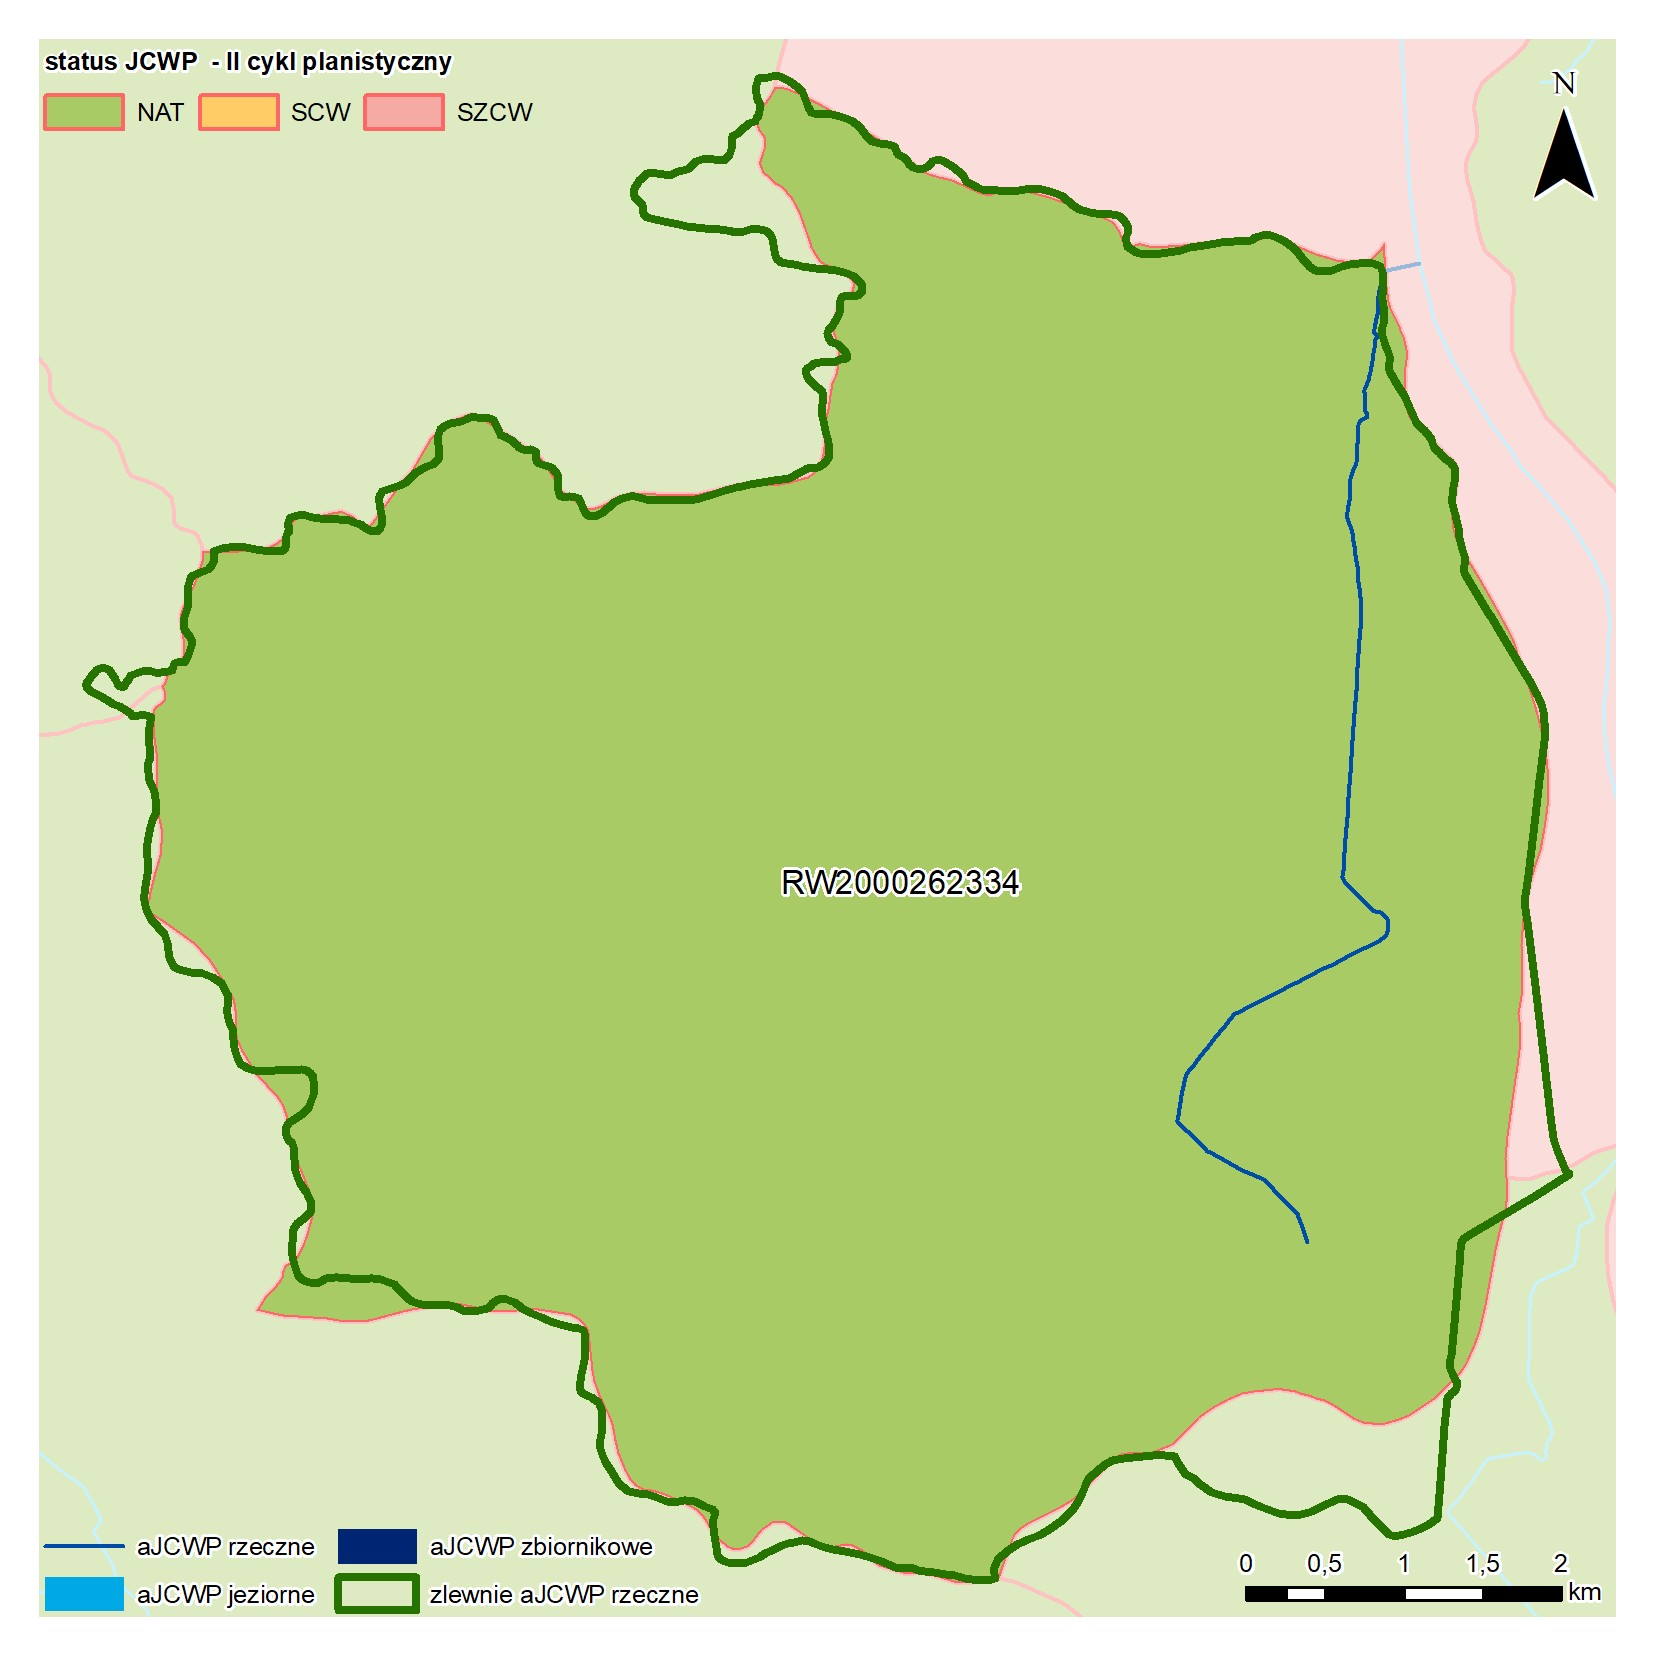 status JCWP - II cykl planistyczny
NAT SCW SZCW
N
RW2000262334
aJCWP rzeczne aJCWP zbiornikowe
aJCWP jeziorne zlewnie aJCWP rzeczne
0 0,5 1 1,5 2
km